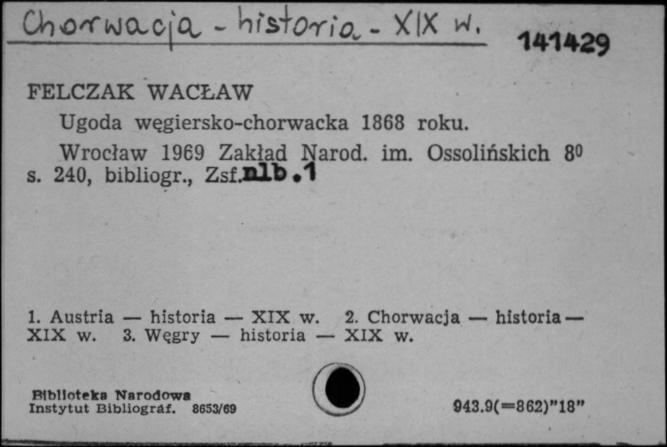 Chorwacja - historia - XIX w.
141429
FELCZAK WACŁAW
Ugoda węgiersko-chorwacka 1868 roku.
Wrocław 1969 Zakład Narod. im. Ossolińskich 8⁰
s. 240, bibliogr., Zsf. nlb.1
1. Austria — historia — XIX w. 2. Chorwacja — historia —
XIX w. 3. Węgry — historia — XIX w.
Biblioteka Narodowa
Instytut Bibliograf. 8653/69
943.9(=862)"18"